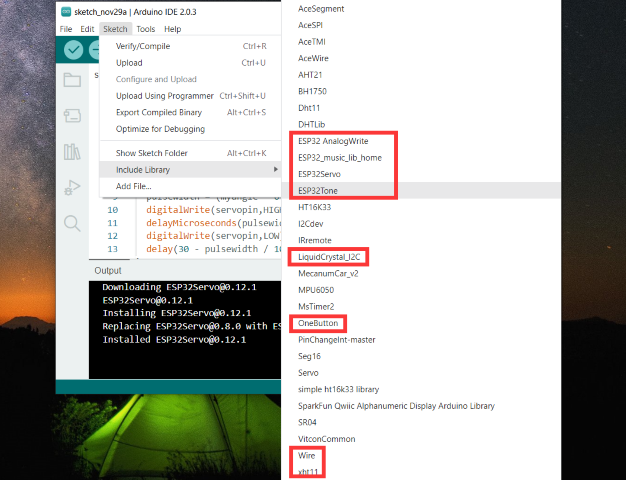 sketch_nov29a | Arduino IDE 2.0.3
File Edit Sketch Tools Help
Verify/Compile Ctrl+R
Upload Ctrl+U
Configure and Upload
Upload Using Programmer Ctrl+Shift+U
Export Compiled Binary Alt+Ctrl+S
Optimize for Debugging
Show Sketch Folder Alt+Ctrl+K
Include Library
Add File...
10 digitalWrite(servopin,HIG
11 delayMicroseconds(pulsewid
12 digitalWrite(servopin,LOW)
13 delay(30 - pulsewidth / 10
Output
Downloading ESP32Servo@0.12.1
ESP32Servo@0.12.1
Installing ESP32Servo@0.12.1
Replacing ESP32Servo@0.8.0 with ES
Installed ESP32Servo@0.12.1
AceSegment
AceSPI
AceTMI
AceWire
AHT21
BH1750
Dht11
DHTLib
ESP32 AnalogWrite
ESP32_music_lib_home
ESP32Servo
ESP32Tone
HT16K33
I2Cdev
IRremote
LiquidCrystal_I2C
MecanumCar_v2
MPU6050
MsTimer2
OneButton
PinChangeInt-master
Seg16
Servo
simple ht16k33 library
SparkFun Qwiic Alphanumeric Display Arduino Library
SR04
VitconCommon
Wire
xht11